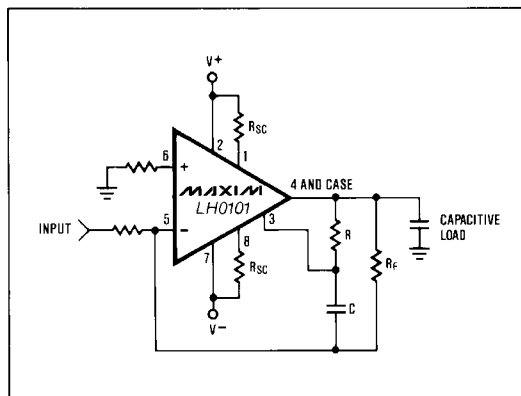 V+
RSC
2
1
6
+
MAXIM
LH0101
4 AND CASE
INPUT
5
−
3
8
7
RSC
V−
R
C
RF
CAPACITIVE
LOAD